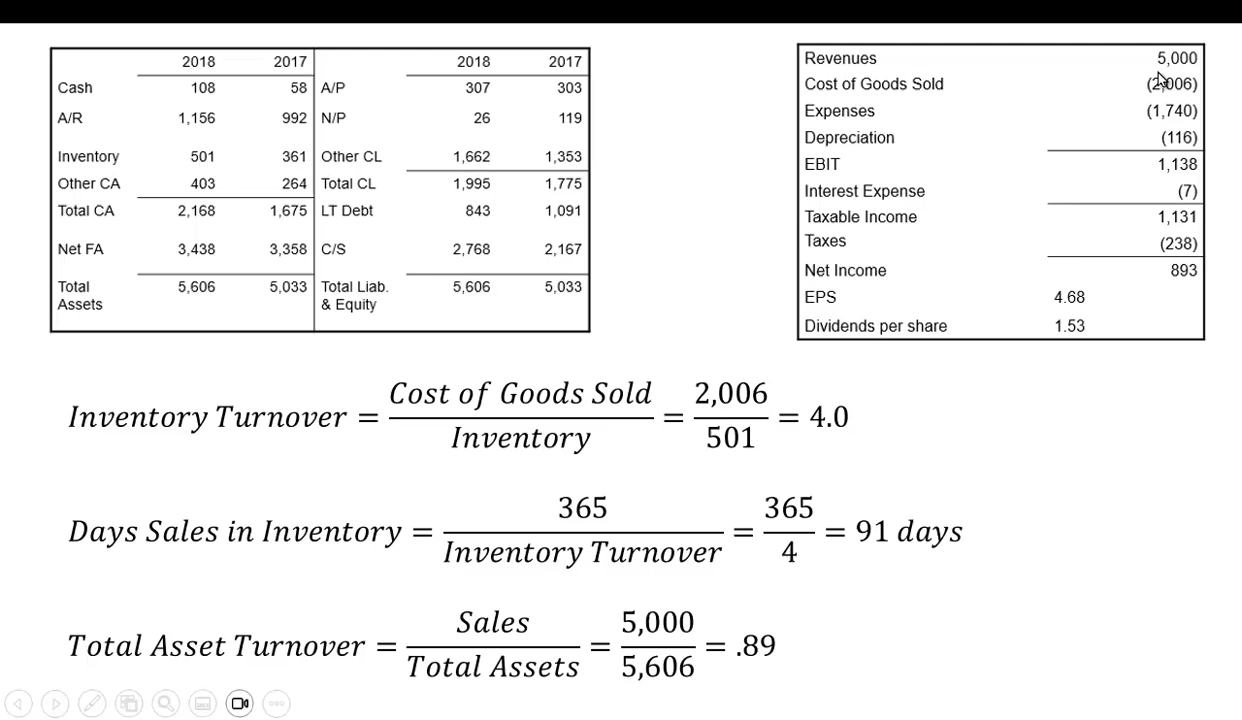 2018 2017 2018 2017
Cash 108 58 A/P 307 303
A/R 1,156 992 N/P 26 119
Inventory 501 361 Other CL 1,662 1,353
Other CA 403 264 Total CL 1,995 1,775
Total CA 2,168 1,675 LT Debt 843 1,091
Net FA 3,438 3,358 C/S 2,768 2,167
Total 5,606 5,033 Total Liab. 5,606 5,033
Assets & Equity
Revenues 5,000
Cost of Goods Sold (2,006)
Expenses (1,740)
Depreciation (116)
EBIT 1,138
Interest Expense (7)
Taxable Income 1,131
Taxes (238)
Net Income 893
EPS 4.68
Dividends per share 1.53
Inventory Turnover = Cost of Goods Sold / Inventory = 2,006 / 501 = 4.0
Days Sales in Inventory = 365 / Inventory Turnover = 365 / 4 = 91 days
Total Asset Turnover = Sales / Total Assets = 5,000 / 5,606 = .89